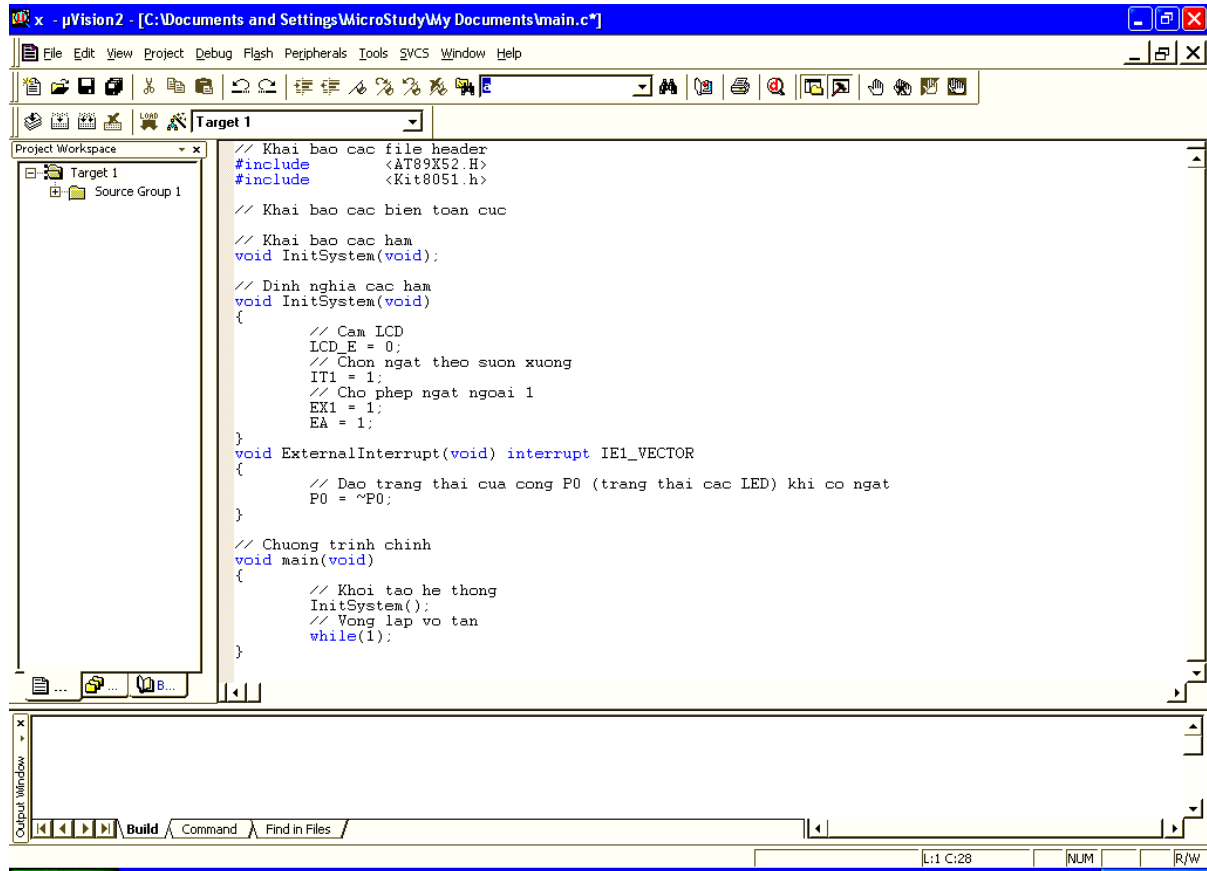 x - µVision2 - [C:\Documents and Settings\MicroStudy\My Documents\main.c*]
File Edit View Project Debug Flash Peripherals Tools SVCS Window Help
a
LOAD Target 1
Project Workspace
Target 1
Source Group 1
// Khai bao cac file header
#include <AT89X52.H>
#include <Kit8051.h>
// Khai bao cac bien toan cuc
// Khai bao cac ham
void InitSystem(void);
// Dinh nghia cac ham
void InitSystem(void)
{
// Cam LCD
LCD_E = 0;
// Chon ngat theo suon xuong
IT1 = 1;
// Cho phep ngat ngoai 1
EX1 = 1;
EA = 1;
}
void ExternalInterrupt(void) interrupt IE1_VECTOR
{
// Dao trang thai cua cong P0 (trang thai cac LED) khi co ngat
P0 = ~P0;
}
// Chuong trinh chinh
void main(void)
{
// Khoi tao he thong
InitSystem();
// Vong lap vo tan
while(1);
}
... ... B...
Output Window
Build Command Find in Files
L:1 C:28 NUM R/W